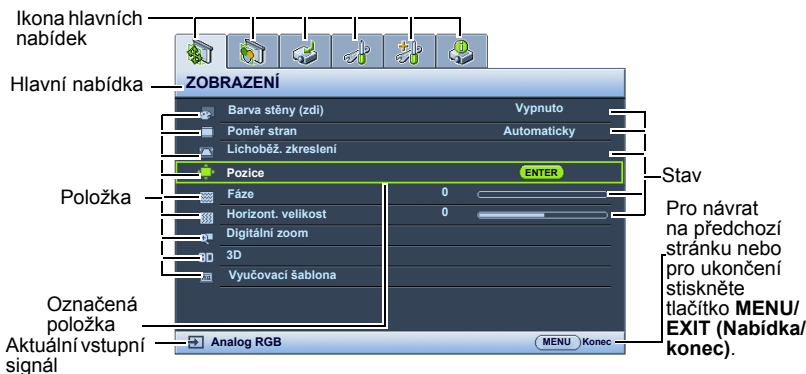 Ikona hlavních
nabídek
Hlavní nabídka
ZOBRAZENÍ
Barva stěny (zdi) Vypnuto
Poměr stran Automaticky
Lichoběž. zkreslení
Pozice ENTER
Fáze 0
Horizont. velikost 0
Digitální zoom
3D 3D
Vyučovací šablona
Položka
Stav
Označená
položka
Aktuální vstupní
signál
Analog RGB
MENU Konec
Pro návrat
na předchozí
stránku nebo
pro ukončení
stiskněte
tlačítko MENU/
EXIT (Nabídka/
konec).